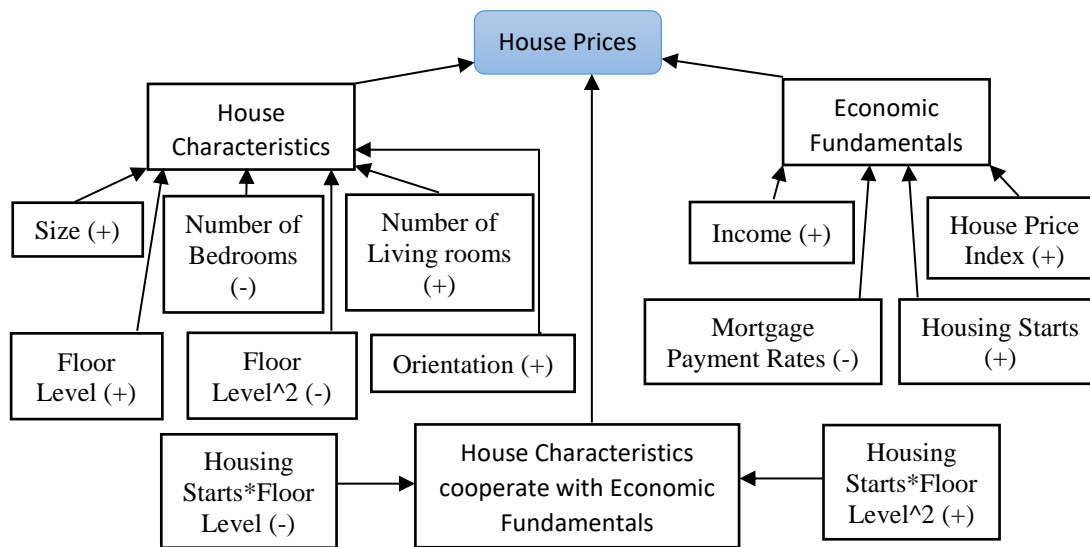 House Prices
House
Characteristics
Economic
Fundamentals
Size (+)
Number of
Bedrooms
(-)
Number of
Living rooms
(+)
Income (+)
House Price
Index (+)
Floor
Level (+)
Floor
Level^2 (-)
Orientation (+)
Mortgage
Payment Rates (-)
Housing Starts
(+)
Housing
Starts*Floor
Level (-)
House Characteristics
cooperate with Economic
Fundamentals
Housing
Starts*Floor
Level^2 (+)